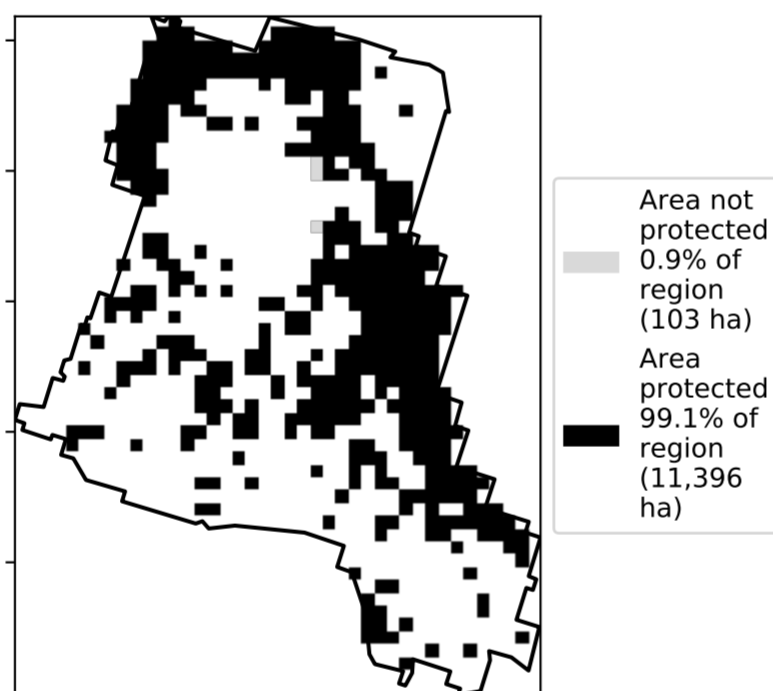 Area not
protected
0.9% of
region
(103 ha)
Area
protected
99.1% of
region
(11,396
ha)